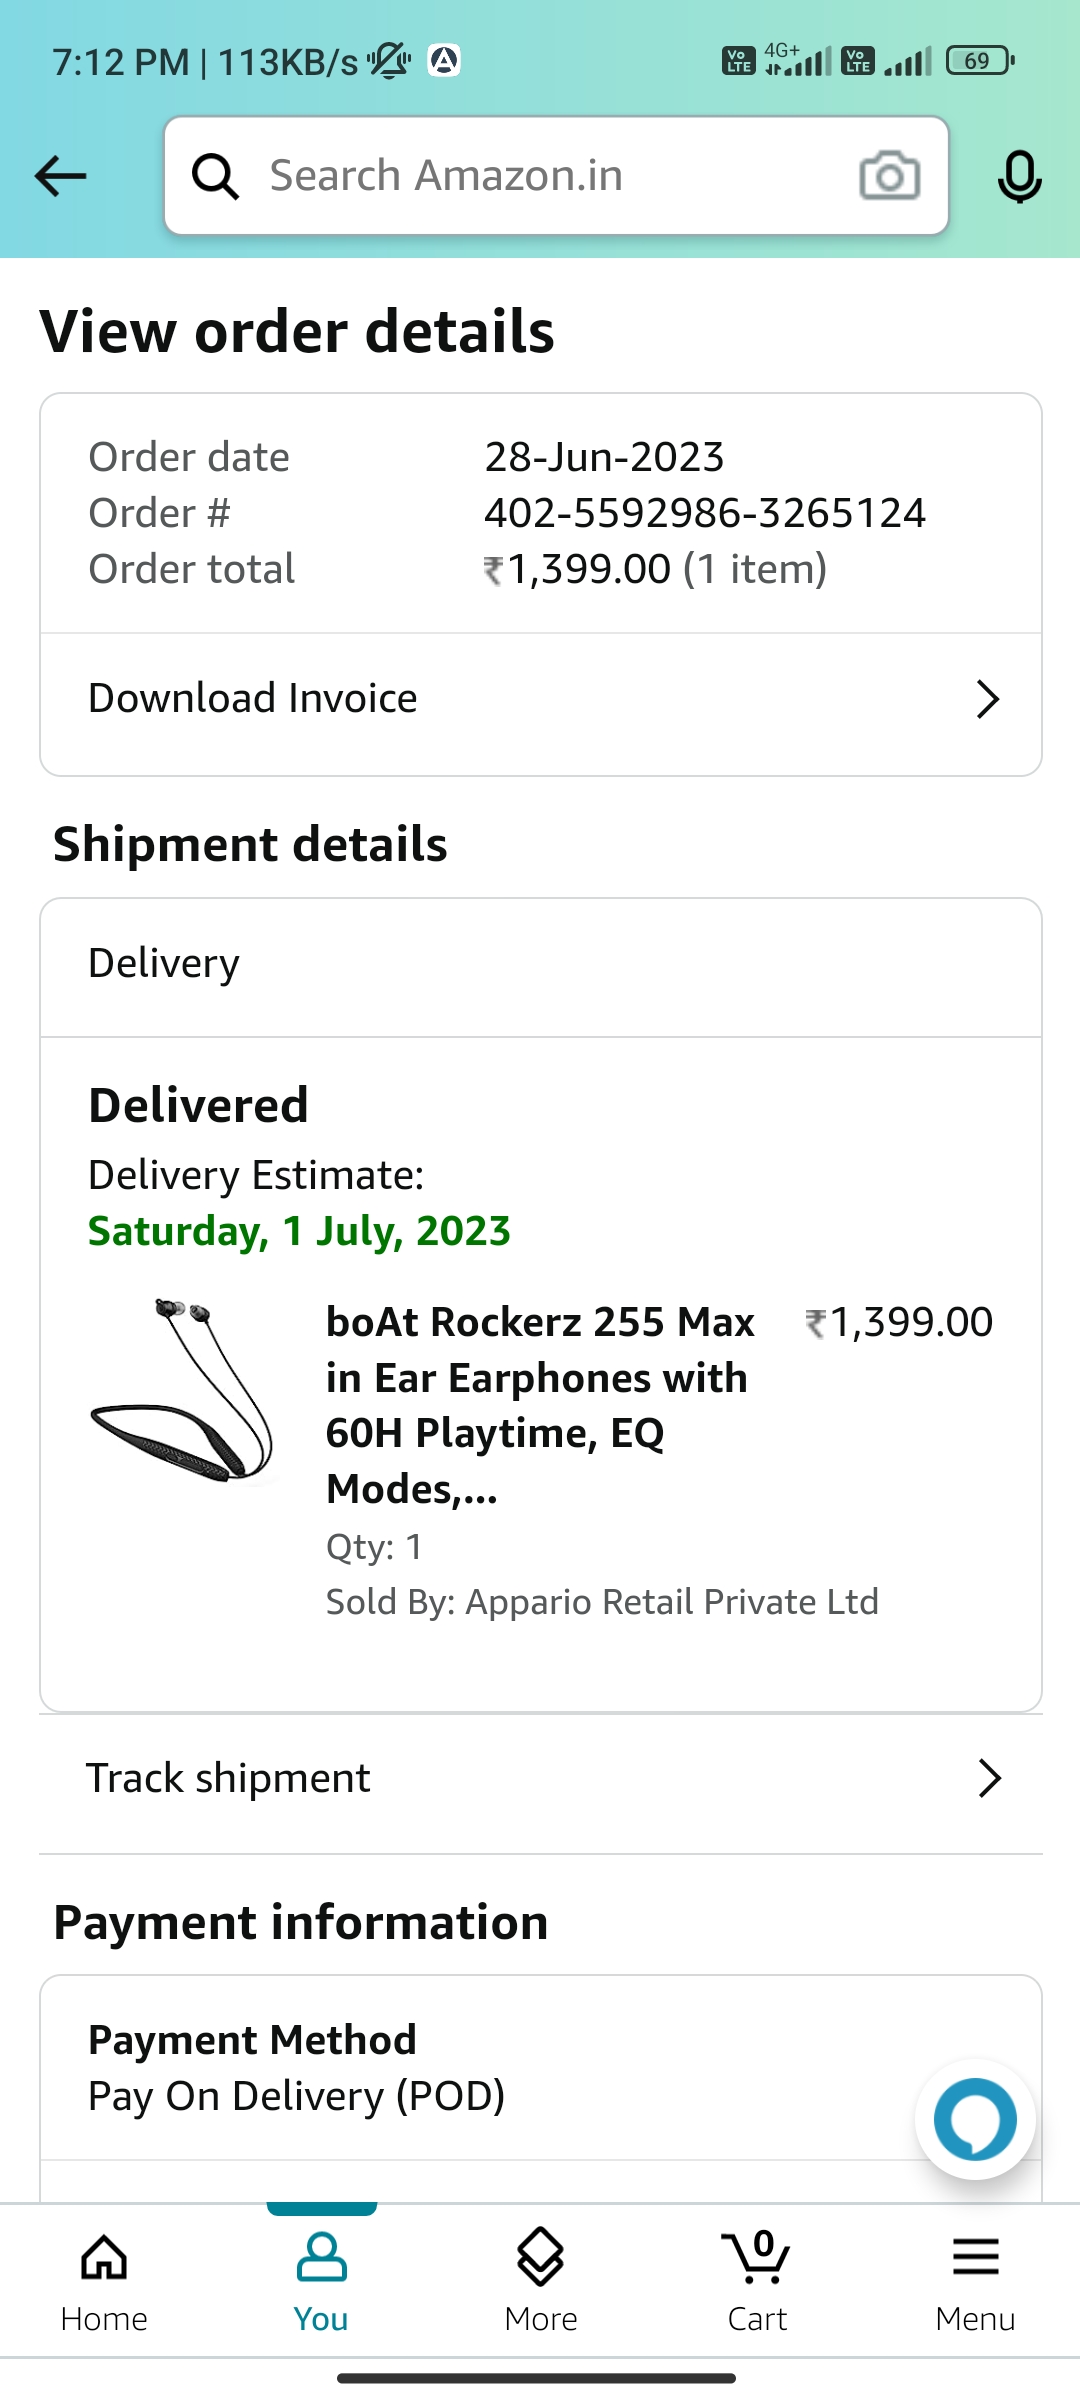 7:12 PM | 113KB/s
Vo LTE 4G+ Vo LTE 69
Search Amazon.in
View order details
Order date 28-Jun-2023
Order # 402-5592986-3265124
Order total ₹1,399.00 (1 item)
Download Invoice
Shipment details
Delivery
Delivered
Delivery Estimate:
Saturday, 1 July, 2023
boAt Rockerz 255 Max ₹1,399.00
in Ear Earphones with
60H Playtime, EQ
Modes,...
Qty: 1
Sold By: Appario Retail Private Ltd
Track shipment
Payment information
Payment Method
Pay On Delivery (POD)
0
Home You More Cart Menu